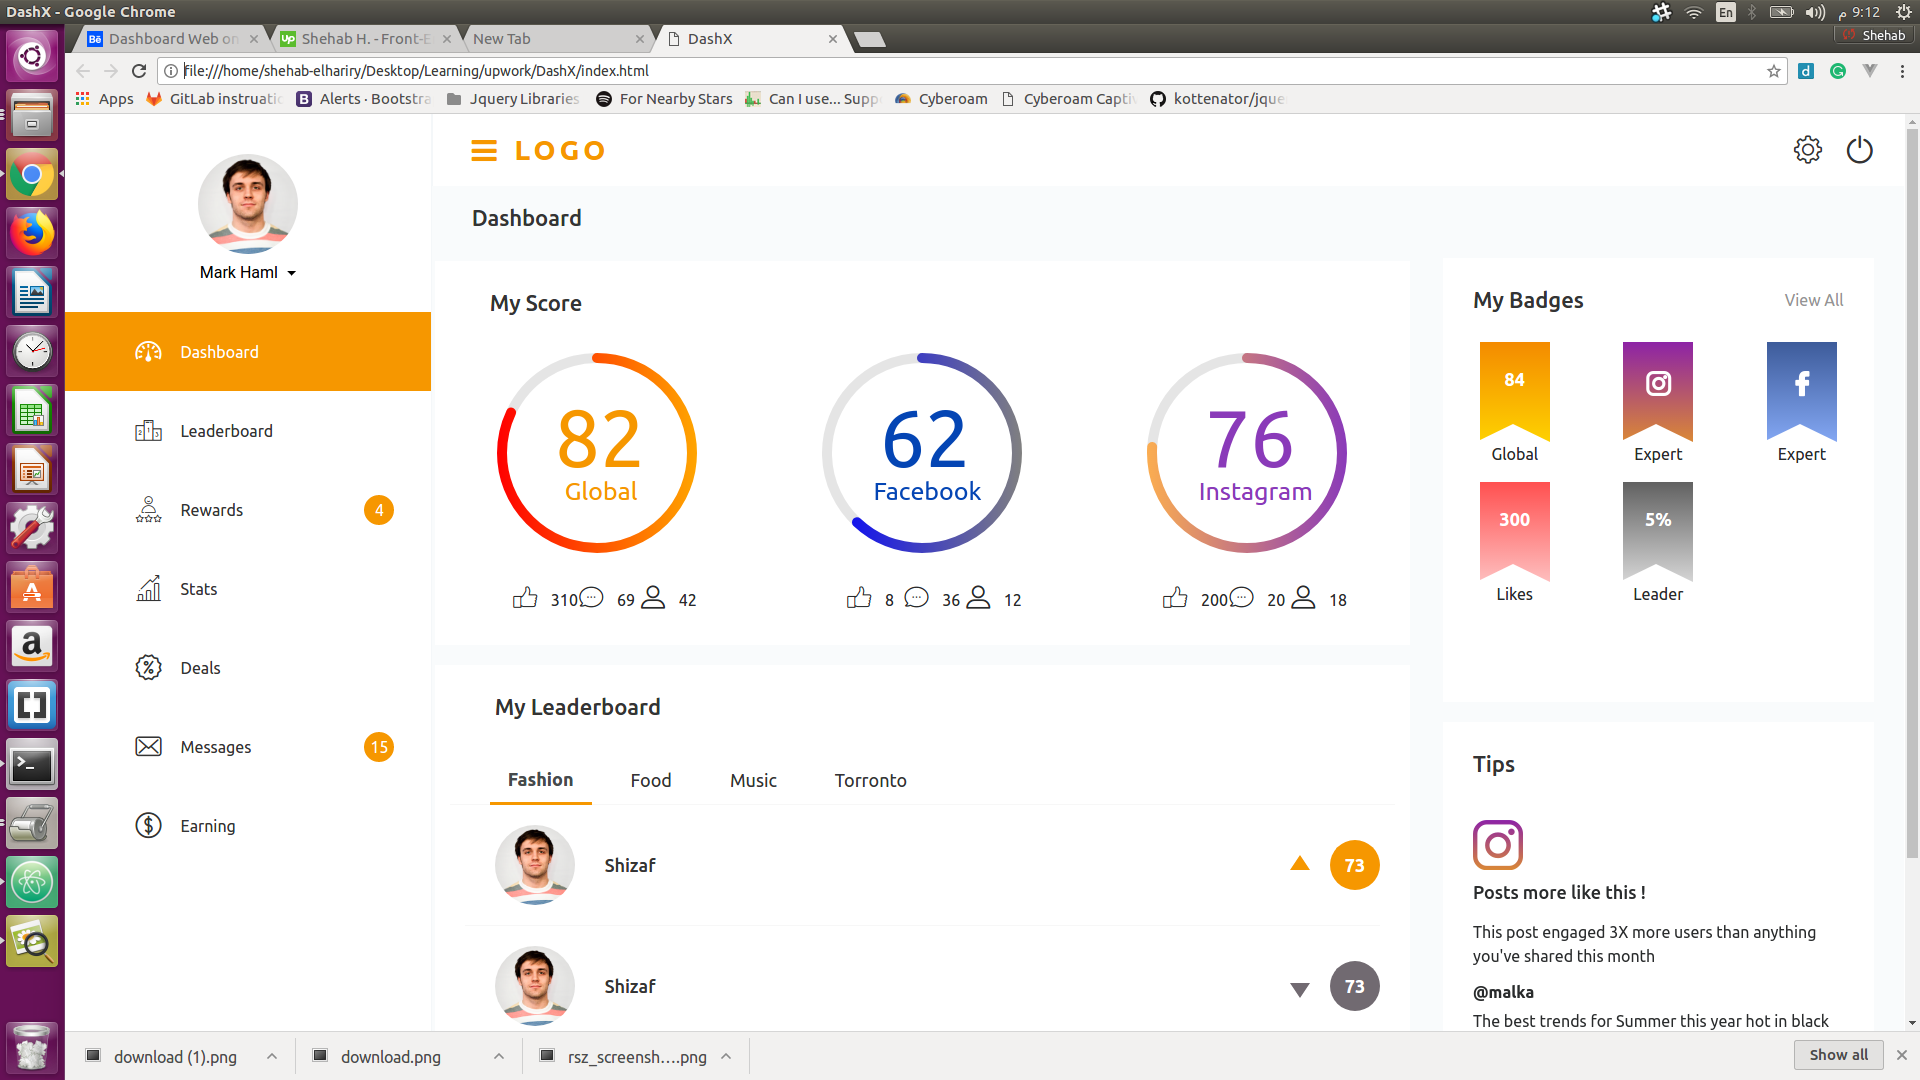 DashX - Google Chrome
En
9:12 م
Dashboard Web on
Shehab H. - Front-E
New Tab
DashX
Shehab
file:///home/shehab-elhariry/Desktop/Learning/upwork/DashX/index.html
Apps
GitLab instruatic
Alerts · Bootstra
Jquery Libraries
For Nearby Stars
Can I use... Supp
Cyberoam
Cyberoam Captiv
kottenator/jque
LOGO
Mark Haml
Dashboard
Leaderboard
Rewards
4
Stats
Deals
Messages
15
Earning
Dashboard
My Score
82
Global
62
Facebook
76
Instagram
310 69 42
8 36 12
200 20 18
My Badges
View All
84
Global
Expert
Expert
300
Likes
5%
Leader
My Leaderboard
Fashion
Food
Music
Torronto
Shizaf
73
Shizaf
73
Tips
Posts more like this !
This post engaged 3X more users than anything
you've shared this month
@malka
The best trends for Summer this year hot in black
download (1).png
download.png
rsz_screensh....png
Show all